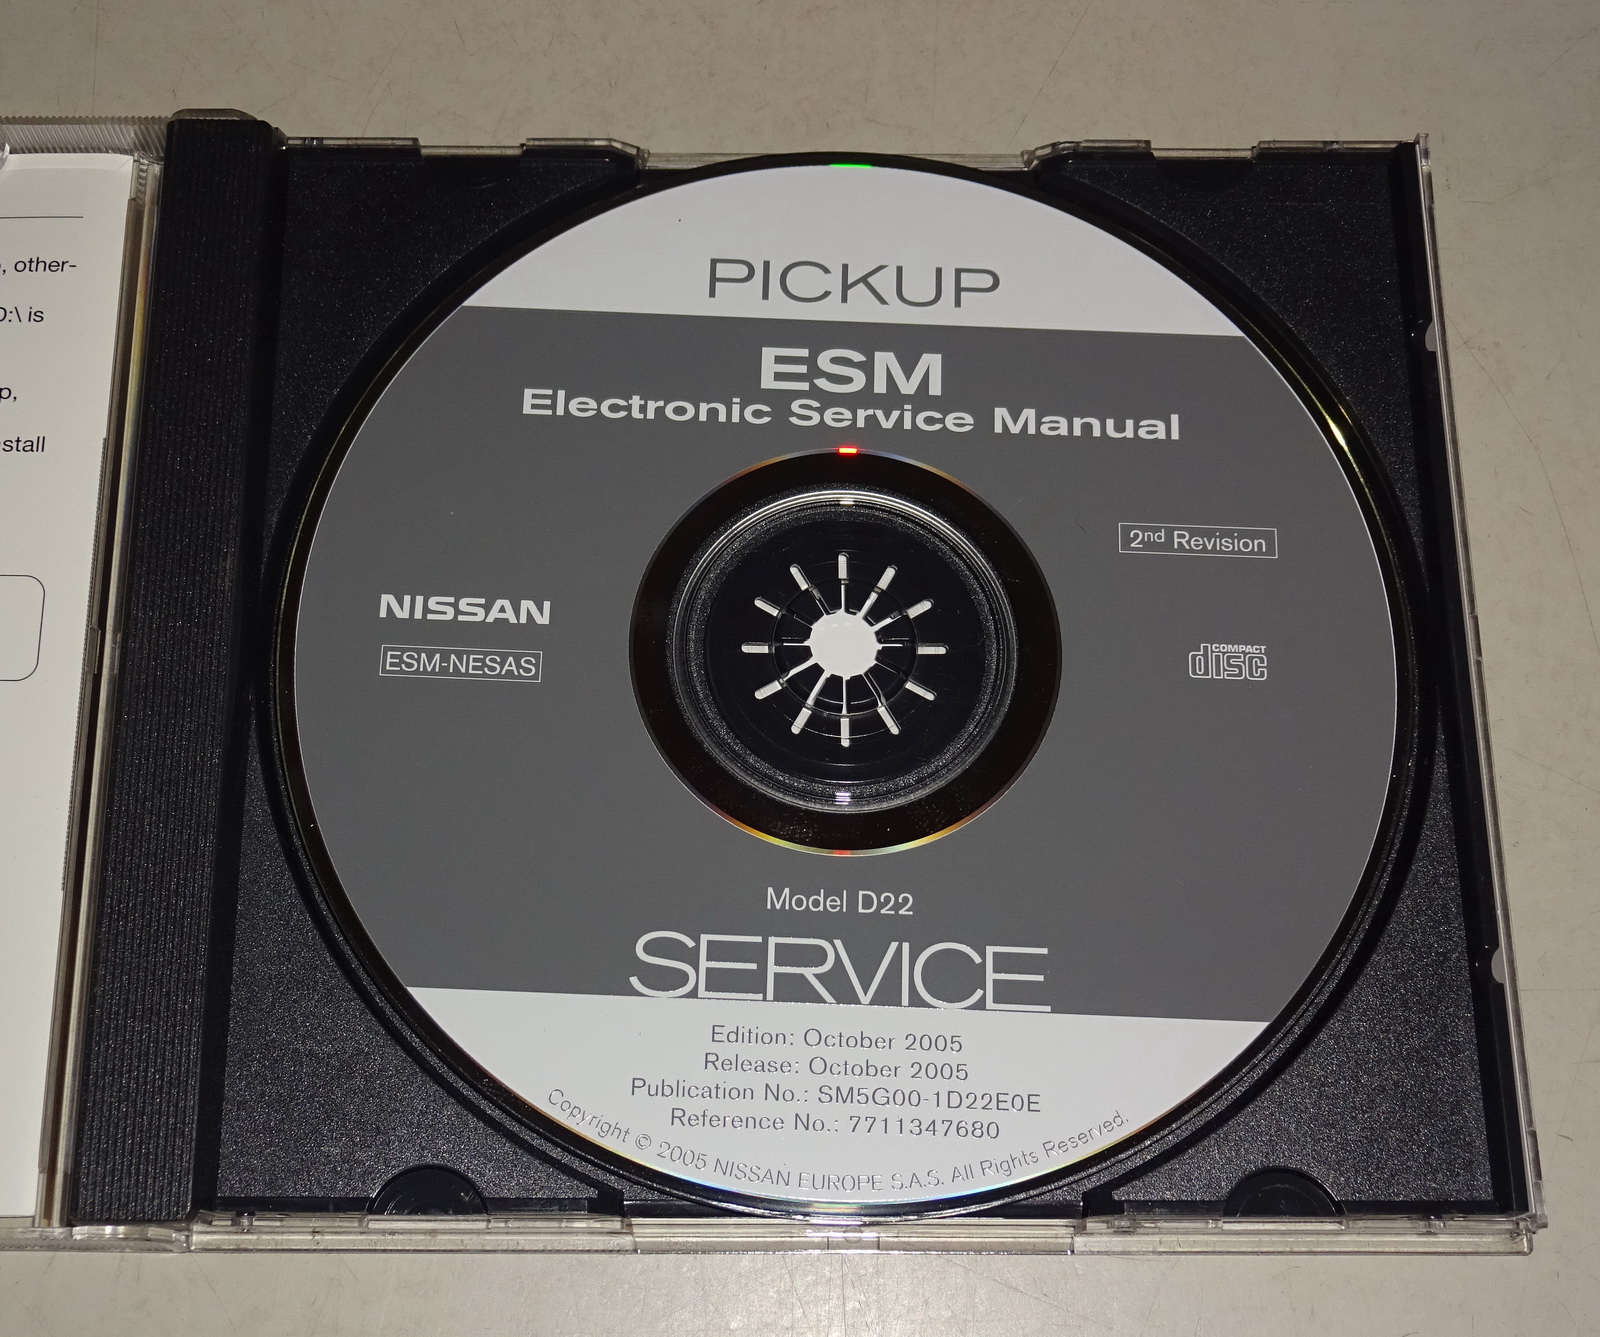 , other-
D:\ is
p,
stall
PICKUP
ESM
Electronic Service Manual
2nd Revision
NISSAN
ESM-NESAS
COMPACT
disc
Model D22
SERVICE
Edition: October 2005
Release: October 2005
Publication No.: SM5G00-1D22E0E
Reference No.: 7711347680
Copyright © 2005 NISSAN EUROPE S.A.S. All Rights Reserved.